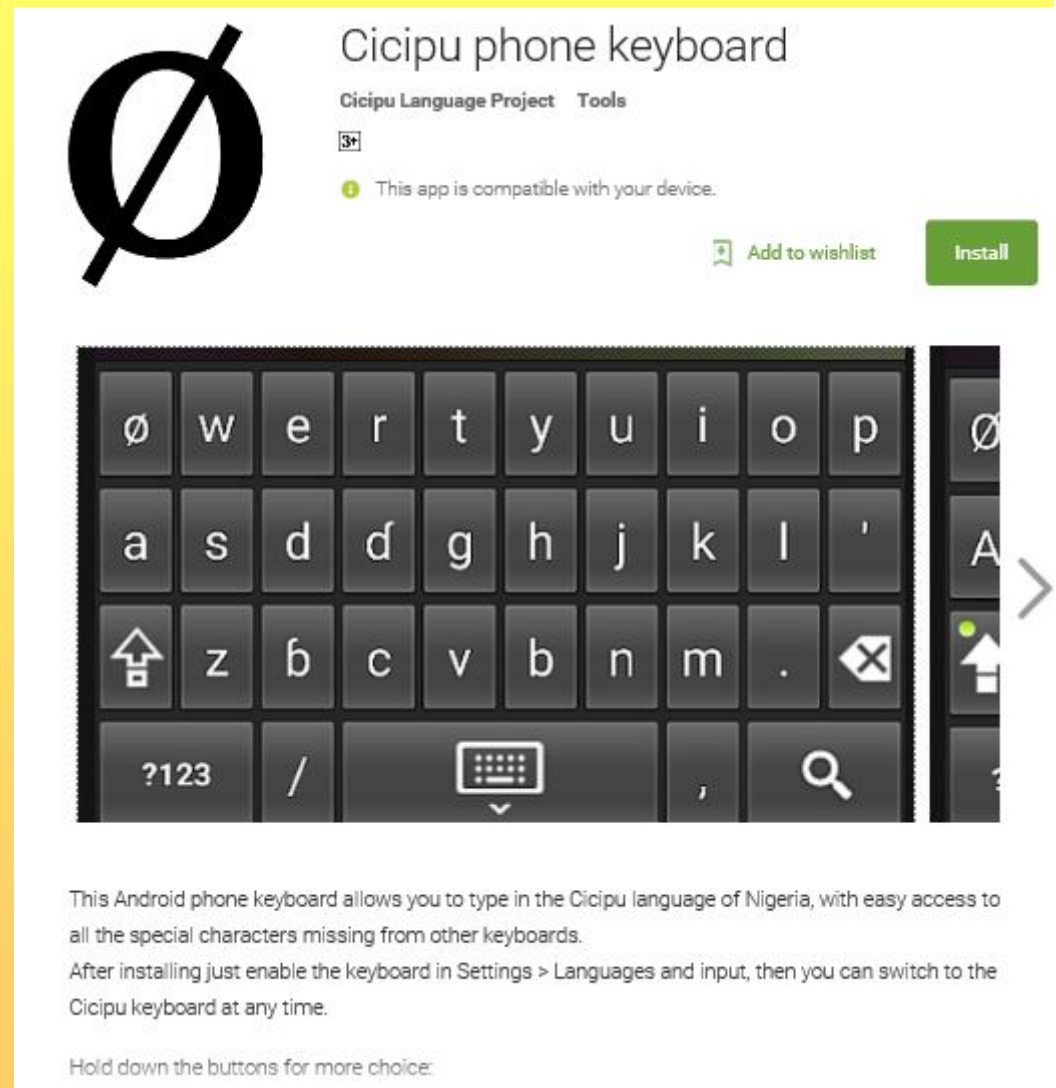 Ø
Cicipu phone keyboard
Cicipu Language Project Tools
3+
This app is compatible with your device.
Add to wishlist
Install
ø w e r t y u i o p Ø
a s d ɗ g h j k l ' A
z ɓ c v b n m .
?123 / ,
This Android phone keyboard allows you to type in the Cicipu language of Nigeria, with easy access to
all the special characters missing from other keyboards.
After installing just enable the keyboard in Settings > Languages and input, then you can switch to the
Cicipu keyboard at any time.
Hold down the buttons for more choice: